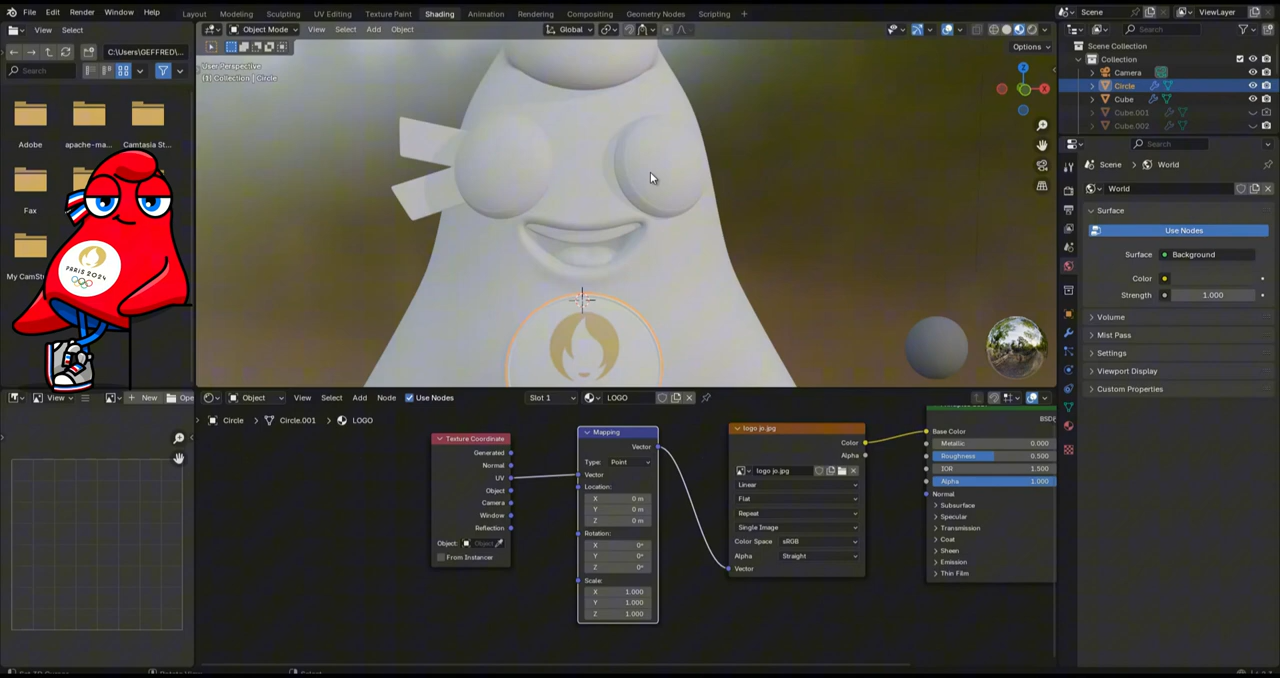 File Edit Render Window Help Layout Modeling Sculpting UV Editing Texture Paint Shading Animation Rendering Compositing Geometry Nodes Scripting Scene ViewLayer
View Select C:\Users\GEFFRED\... Object Mode View Select Add Object Global Search
Search Options
User Perspective
(1) Collection | Circle
Scene Collection
Collection
Camera
Circle
Cube
Cube.001
Cube.002
Z
X
Adobe apache-ma... Camtasia St...
Fax
My CamSt
PARIS 2024
Search
Scene World
World
Surface
Use Nodes
Surface Background
Color
Strength 1.000
Volume
Mist Pass
Settings
Viewport Display
Custom Properties
View New Ope Object View Select Add Node Use Nodes Slot 1 LOGO
Circle Circle.001 LOGO
Texture Coordinate
Generated
Normal
UV
Object
Camera
Window
Reflection
Object: Object
From Instancer
Mapping
Vector
Type: Point
Vector
Location:
X 0 m
Y 0 m
Z 0 m
Rotation:
X 0°
Y 0°
Z 0°
Scale:
X 1.000
Y 1.000
Z 1.000
logo jo.jpg
Color
Alpha
logo jo.jpg
Linear
Flat
Repeat
Single Image
Color Space sRGB
Alpha Straight
Vector
BSDF
Base Color
Metallic 0.000
Roughness 0.500
IOR 1.500
Alpha 1.000
Normal
Subsurface
Specular
Transmission
Coat
Sheen
Emission
Thin Film